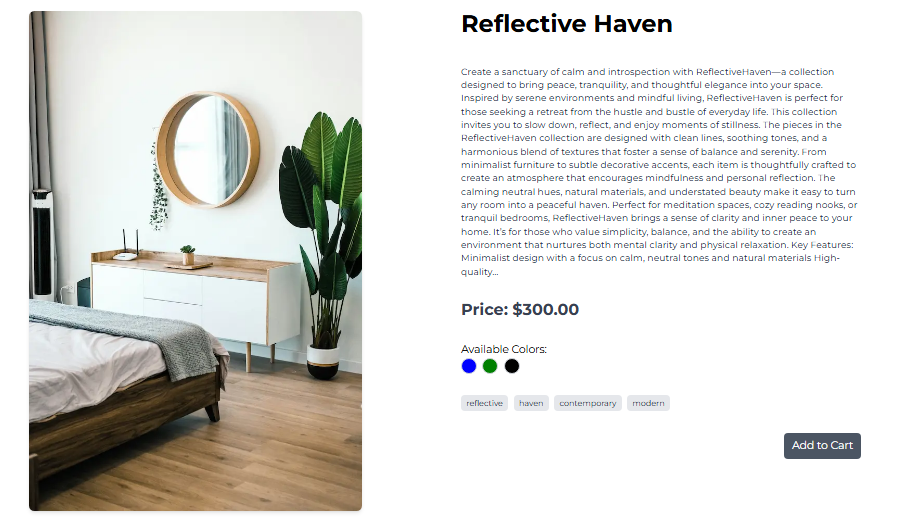 Reflective Haven
Create a sanctuary of calm and introspection with ReflectiveHaven—a collection
designed to bring peace, tranquility, and thoughtful elegance into your space.
Inspired by serene environments and mindful living, ReflectiveHaven is perfect for
those seeking a retreat from the hustle and bustle of everyday life. This collection
invites you to slow down, reflect, and enjoy moments of stillness. The pieces in the
ReflectiveHaven collection are designed with clean lines, soothing tones, and a
harmonious blend of textures that foster a sense of balance and serenity. From
minimalist furniture to subtle decorative accents, each item is thoughtfully crafted to
create an atmosphere that encourages mindfulness and personal reflection. The
calming neutral hues, natural materials, and understated beauty make it easy to turn
any room into a peaceful haven. Perfect for meditation spaces, cozy reading nooks, or
tranquil bedrooms, ReflectiveHaven brings a sense of clarity and inner peace to your
home. It's for those who value simplicity, balance, and the ability to create an
environment that nurtures both mental clarity and physical relaxation. Key Features:
Minimalist design with a focus on calm, neutral tones and natural materials High-
quality...
Price: $300.00
Available Colors:
reflective haven contemporary modern
Add to Cart